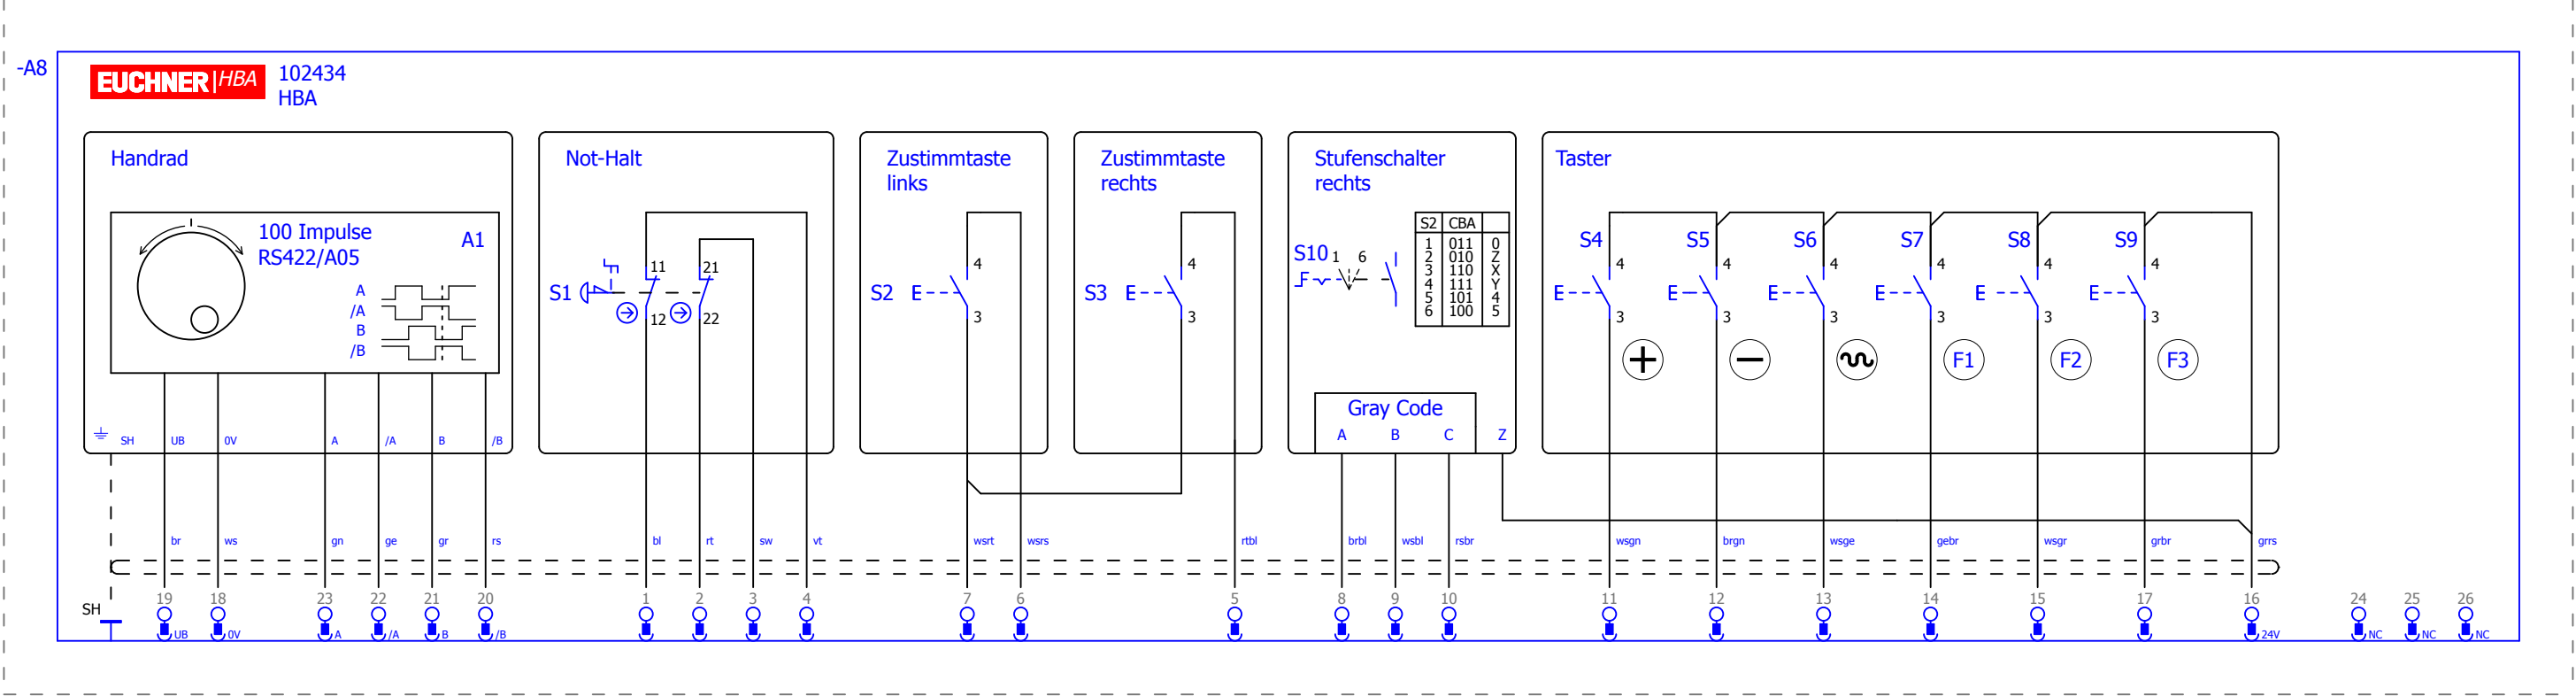 -A8
EUCHNER HBA
102434
HBA
Handrad
100 Impulse
RS422/A05
A1
A
/A
B
/B
SH UB 0V A /A B /B
Not-Halt
S1
11 21
12 22
Zustimmtaste
links
S2
4
3
Zustimmtaste
rechts
S3
4
3
Stufenschalter
rechts
S10 1 6
S2 CBA
1 011 0
2 010 Z
3 110 X
4 111 Y
5 101 4
6 100 5
Gray Code
A B C Z
Taster
S4 S5 S6 S7 S8 S9
4 4 4 4 4 4
E E E E E E
3 3 3 3 3 3
+ − F1 F2 F3
br ws gn ge gr rs bl rt sw vt wsrt wsrs rtbl brbl wsbl rsbr wsgn brgn wsge gebr wsgr grbr grrs
SH 19 18 23 22 21 20 1 2 3 4 7 6 5 8 9 10 11 12 13 14 15 17 16 24 25 26
UB 0V A /A B /B 24V NC NC NC